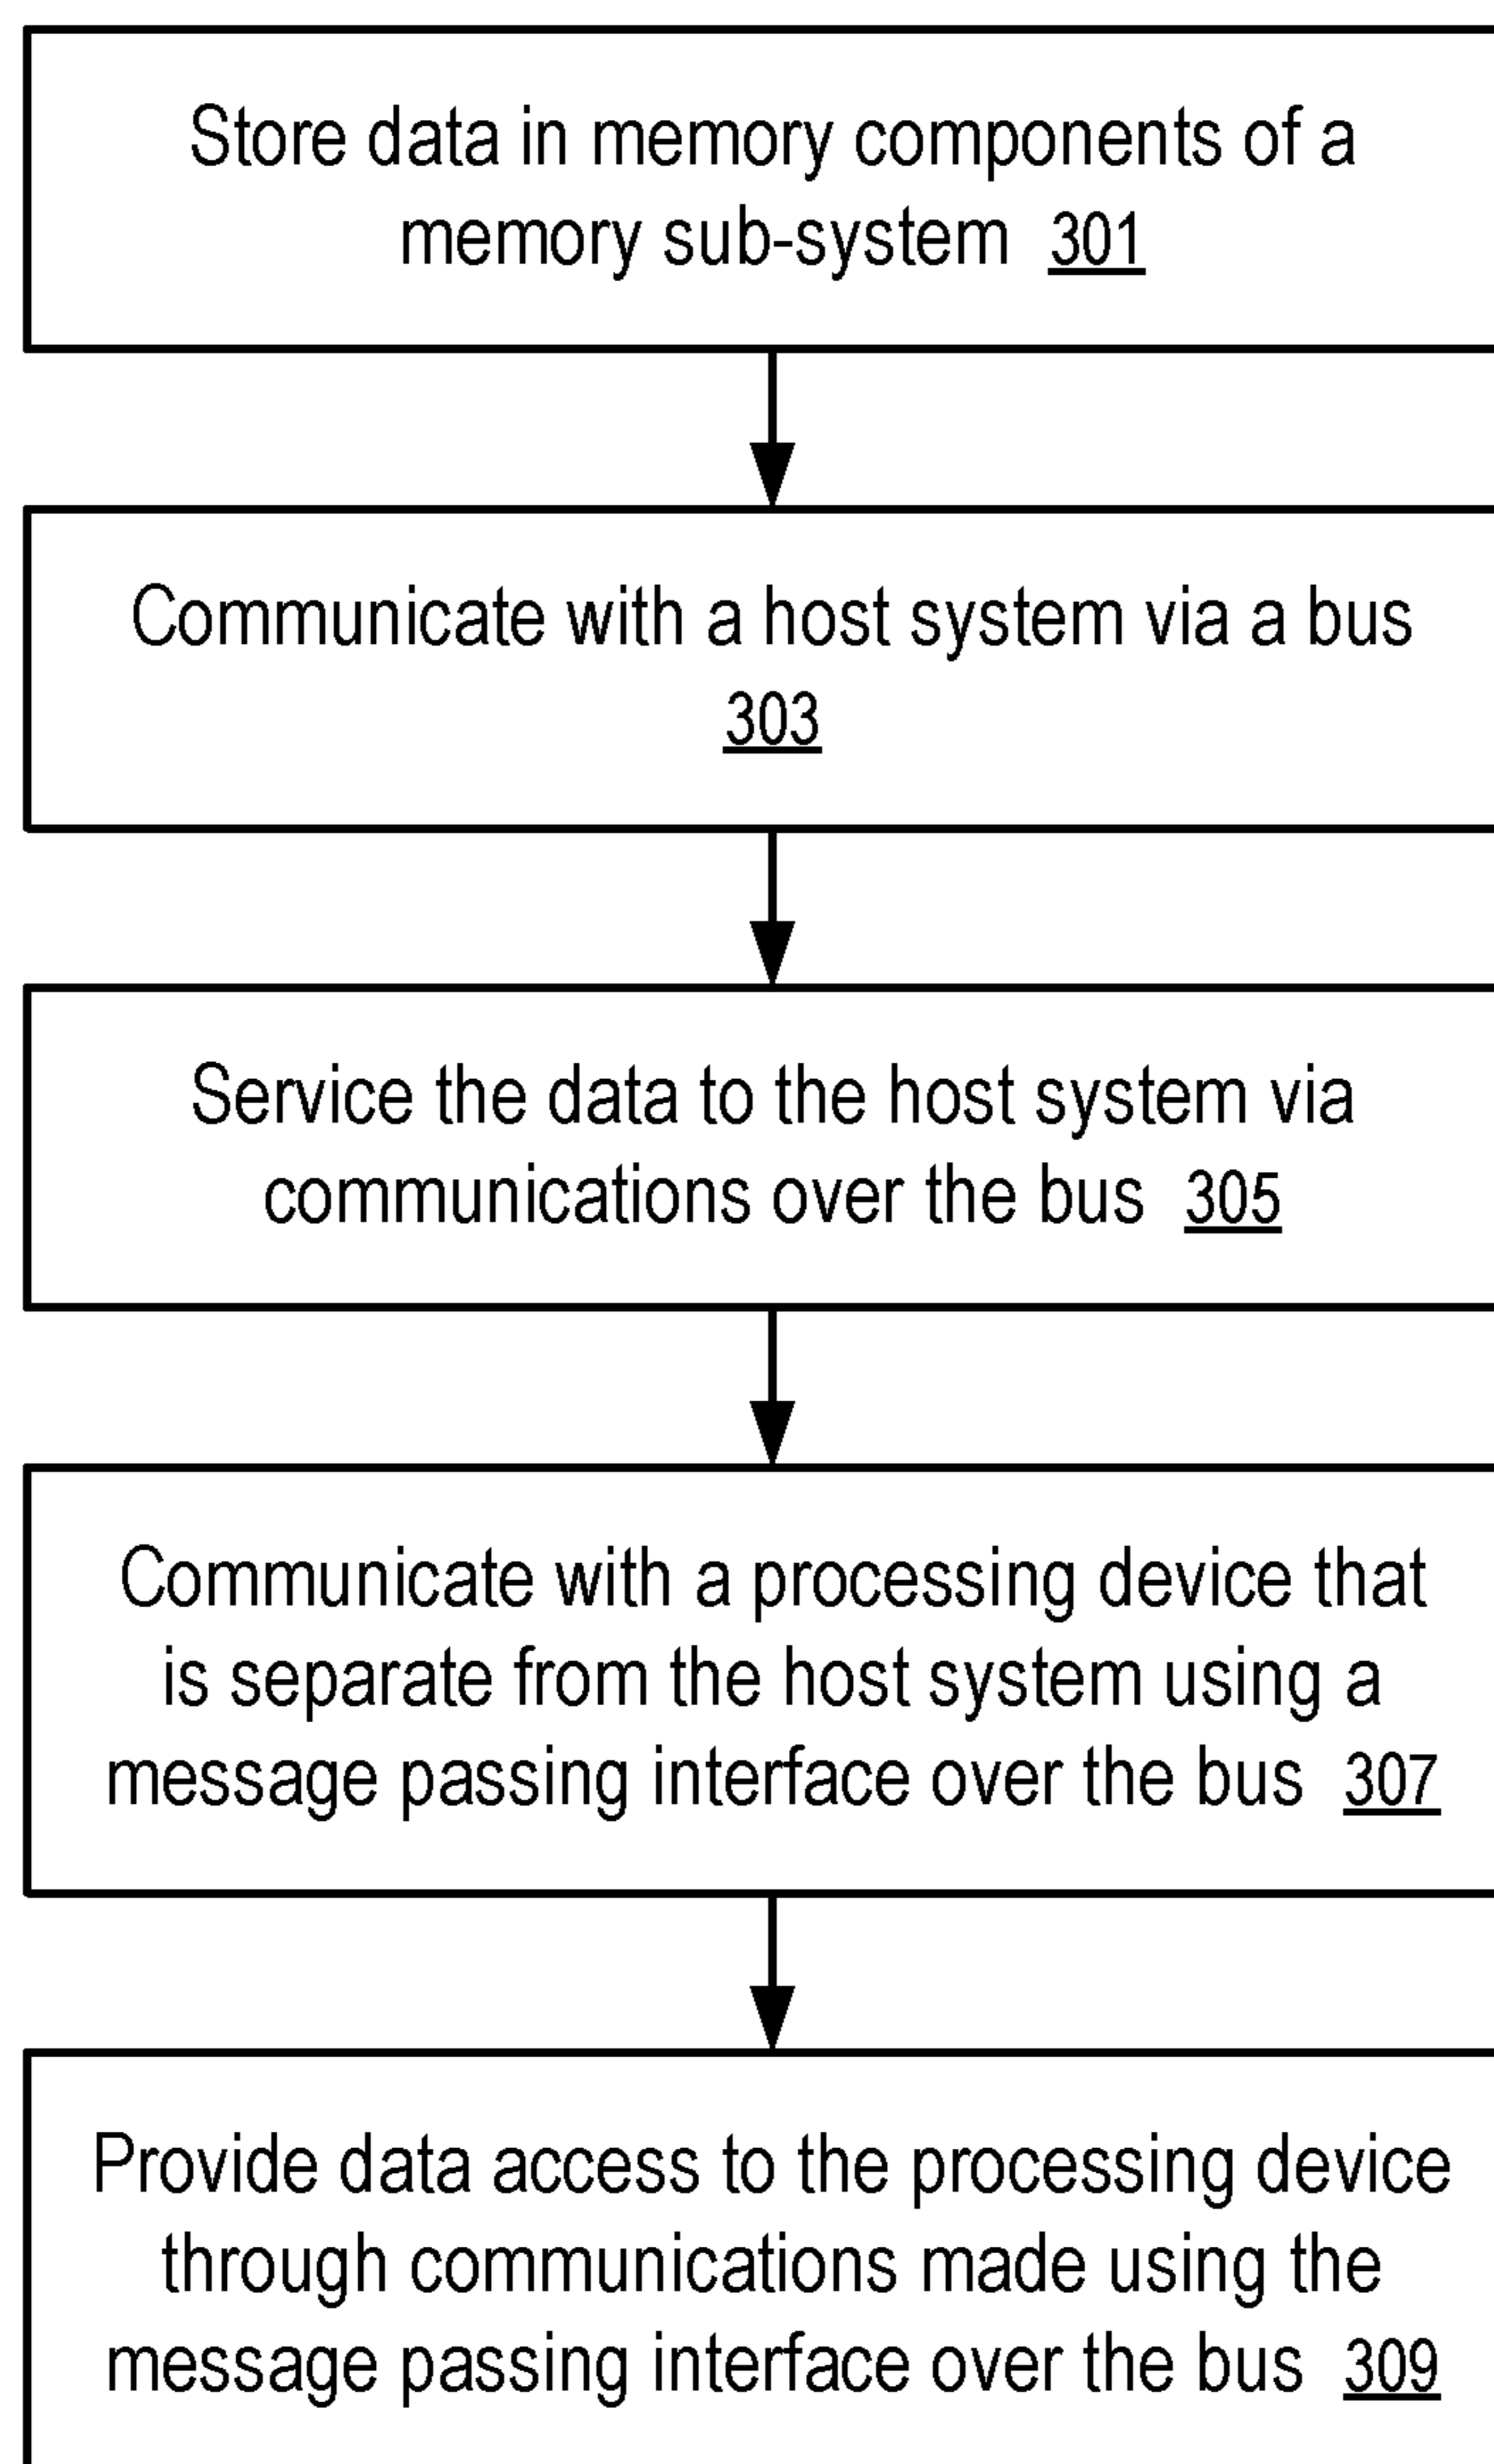 Store data in memory components of a
memory sub-system 301
Communicate with a host system via a bus
303
Service the data to the host system via
communications over the bus 305
Communicate with a processing device that
is separate from the host system using a
message passing interface over the bus 307
Provide data access to the processing device
through communications made using the
message passing interface over the bus 309